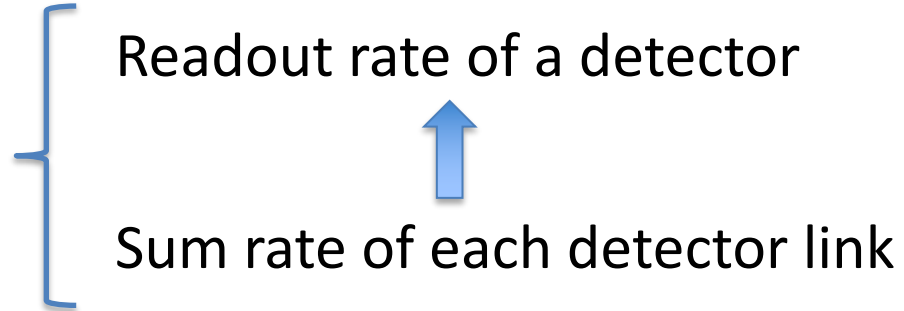 Readout rate of a detector
Sum rate of each detector link